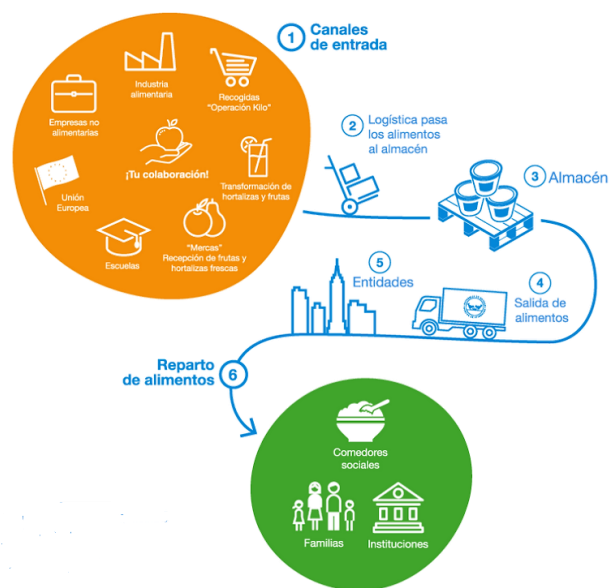 1 Canales
de entrada
Industria
alimentaria
Recogidas
"Operación Kilo"
Empresas no
alimentarias
¡Tu colaboración!
Transformación de
hortalizas y frutas
Unión
Europea
Escuelas
"Mercas"
Recepción de frutas y
hortalizas frescas
2 Logística pasa
los alimentos
al almacén
3 Almacén
4
Salida de
alimentos
5
Entidades
Reparto
de alimentos 6
Comedores
sociales
Familias
Instituciones